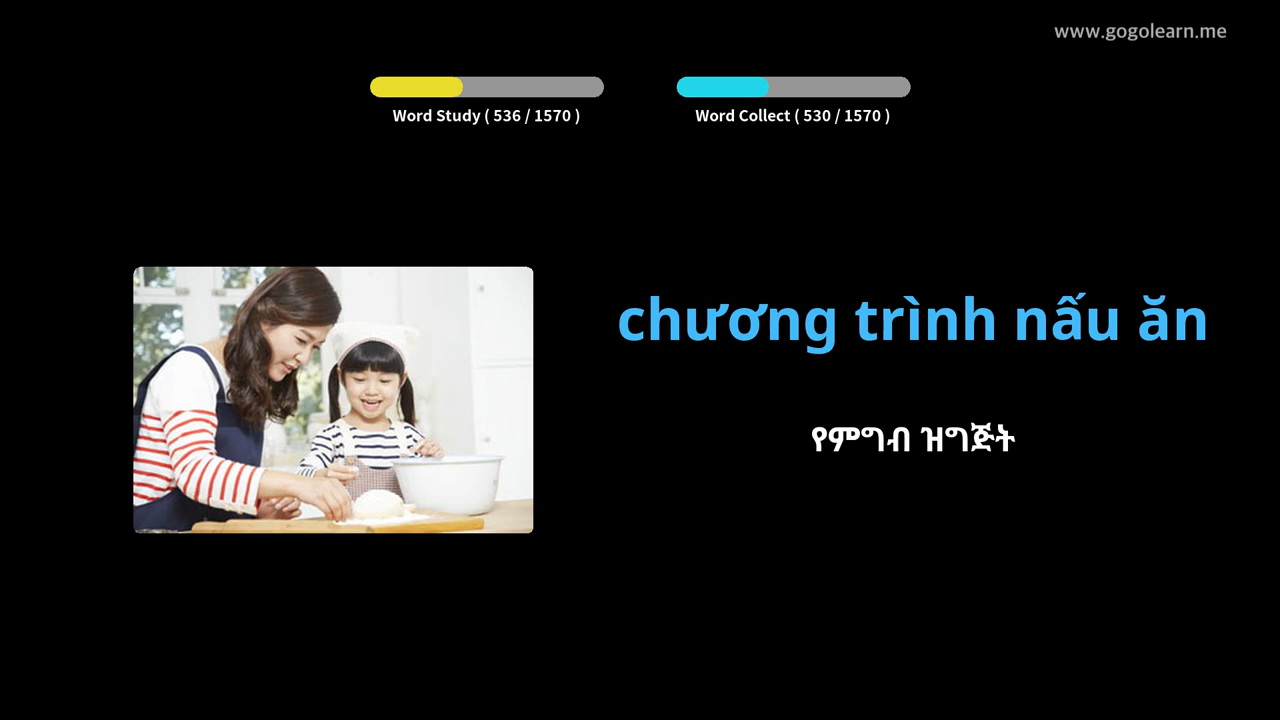 www.gogolearn.me
Word Study ( 536 / 1570 )
Word Collect ( 530 / 1570 )
chương trình nấu ăn
የምግብ ዝግጅት